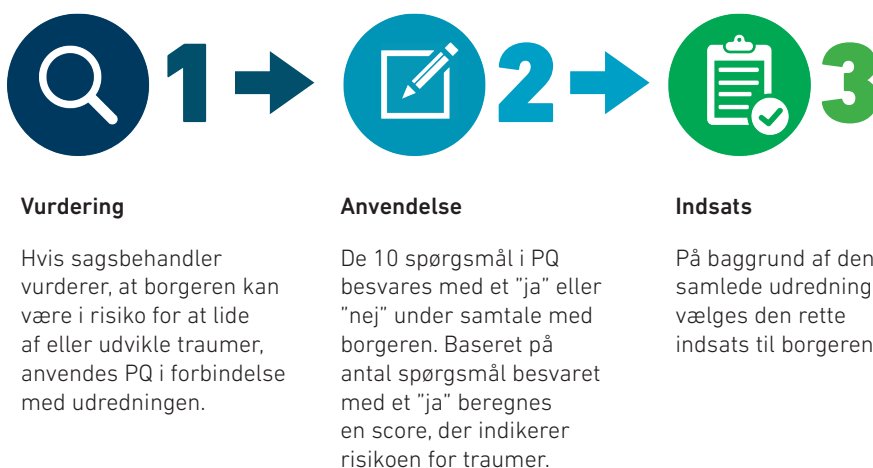 1
2
3
Vurdering
Hvis sagsbehandler
vurderer, at borgeren kan
være i risiko for at lide
af eller udvikle traumer,
anvendes PQ i forbindelse
med udredningen.
Anvendelse
De 10 spørgsmål i PQ
besvares med et ”ja” eller
”nej” under samtale med
borgeren. Baseret på
antal spørgsmål besvaret
med et ”ja” beregnes
en score, der indikerer
risikoen for traumer.
Indsats
På baggrund af den
samlede udredning
vælges den rette
indsats til borgeren